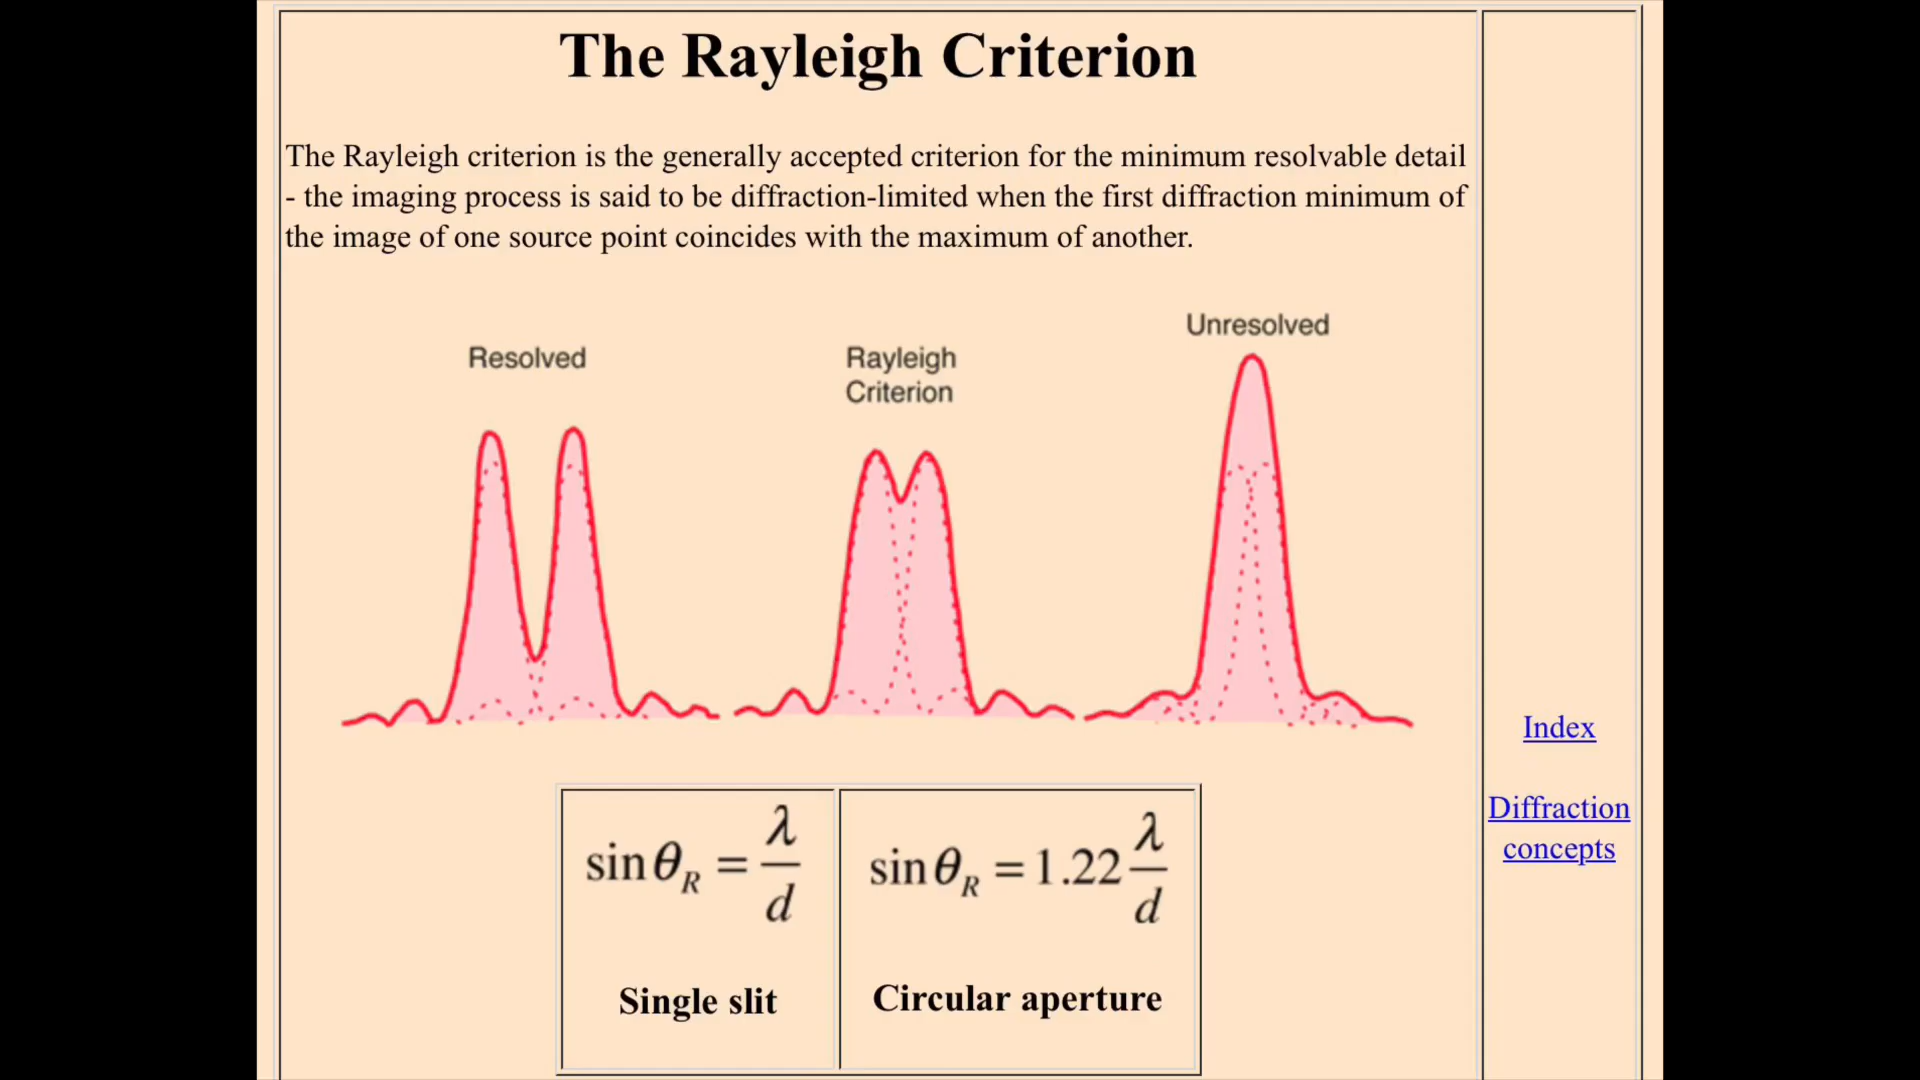 The Rayleigh Criterion
The Rayleigh criterion is the generally accepted criterion for the minimum resolvable detail
- the imaging process is said to be diffraction-limited when the first diffraction minimum of
the image of one source point coincides with the maximum of another.
Resolved
Rayleigh
Criterion
Unresolved
sin θ_R = λ/d
Single slit
sin θ_R = 1.22 λ/d
Circular aperture
Index
Diffraction
concepts